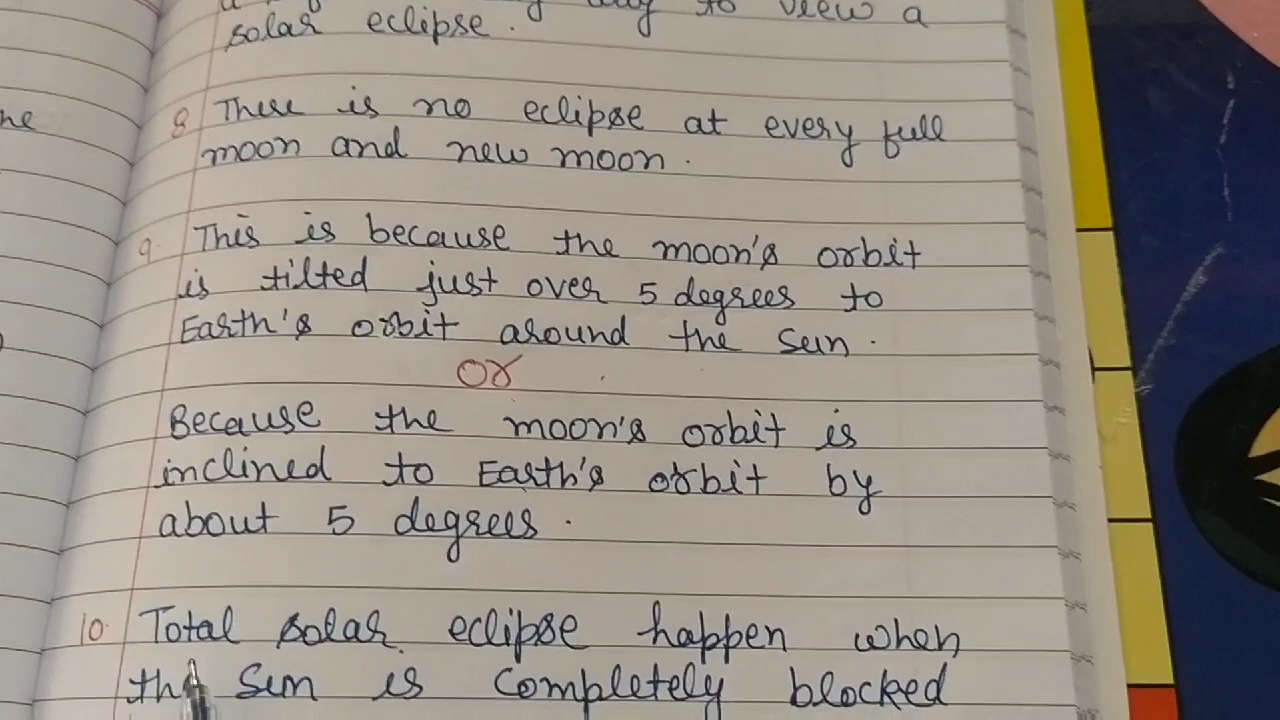 to view a
solar eclipse.
he
8 There is no eclipse at every full
moon and new moon.
9. This is because the moon's orbit
is tilted just over 5 degrees to
Earth's orbit around the sun.
or
Because the moon's orbit is
inclined to Earth's orbit by
about 5 degrees.
10. Total solar eclipse happen when
the Sun is completely blocked